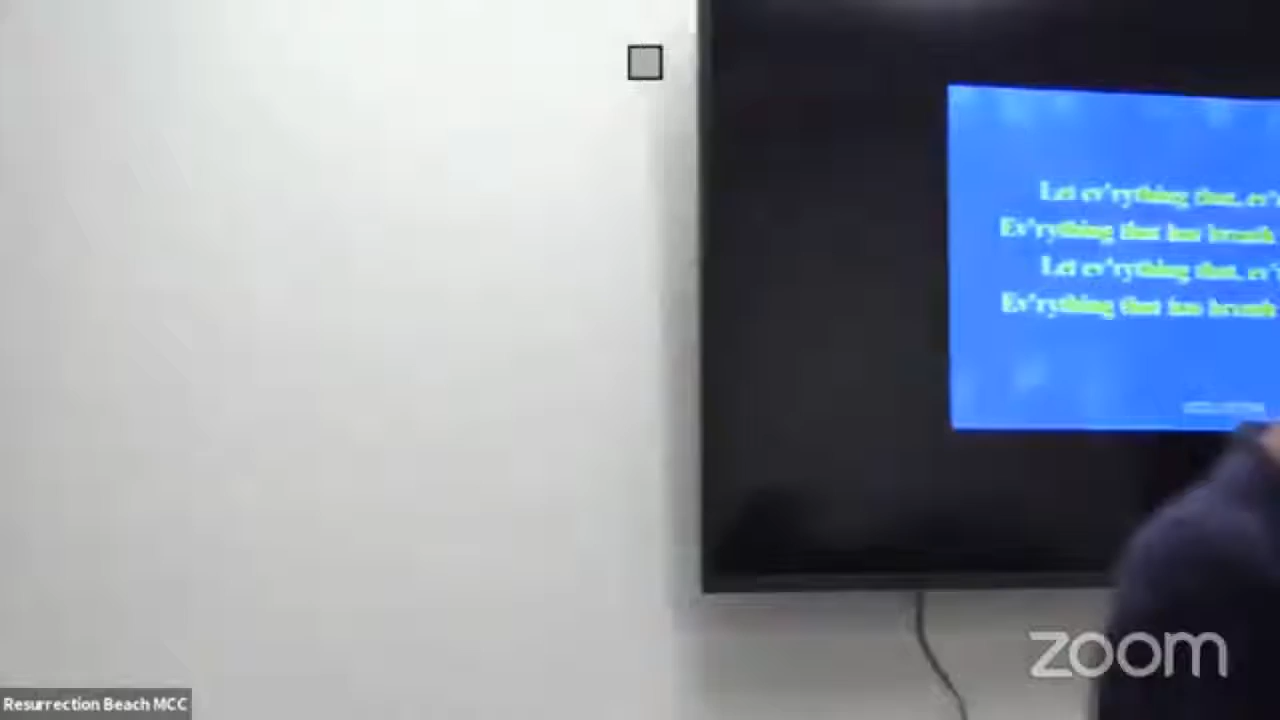 Let ev'rything that, ev'
Ev'rything that has breath
Let ev'rything that, ev'
Ev'rything that has breath
zoom
Resurrection Beach MCC